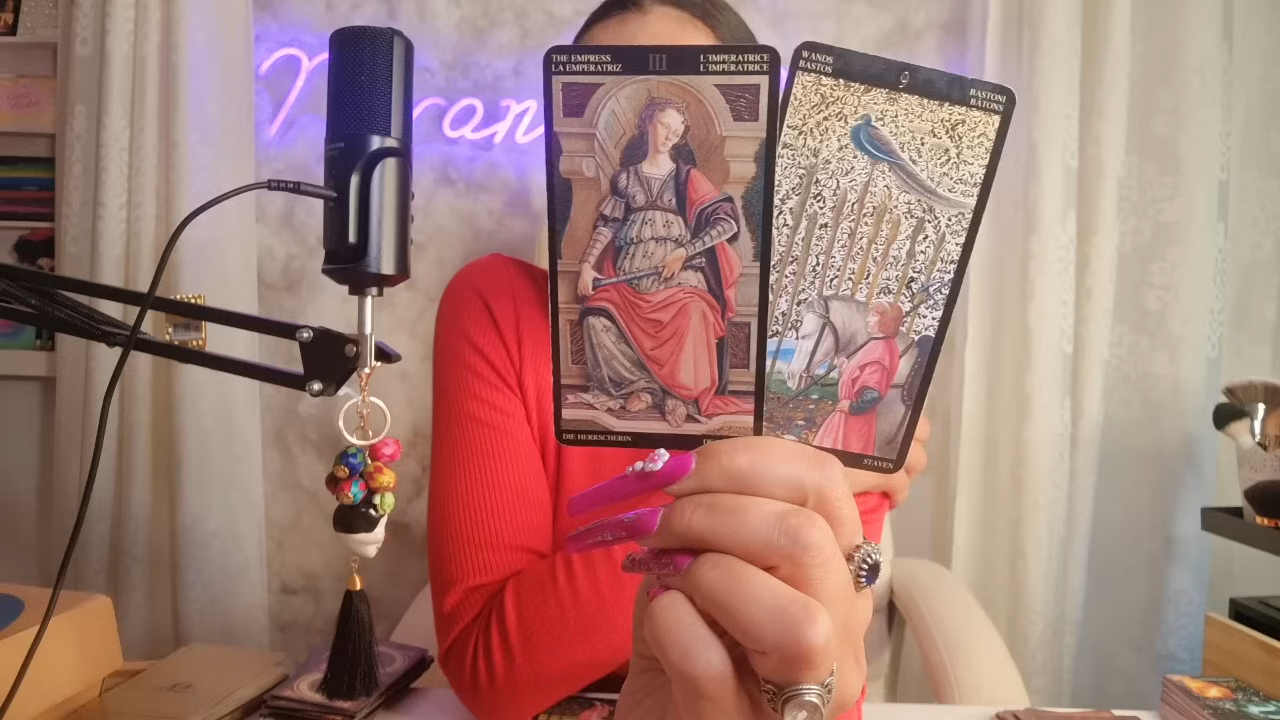 THE EMPRESS
LA EMPERATRIZ
III
L'IMPERATRICE
L'IMPÉRATRICE
DIE HERRSCHERIN
WANDS
BASTOS
9
BASTONI
BÂTONS
STAVEN